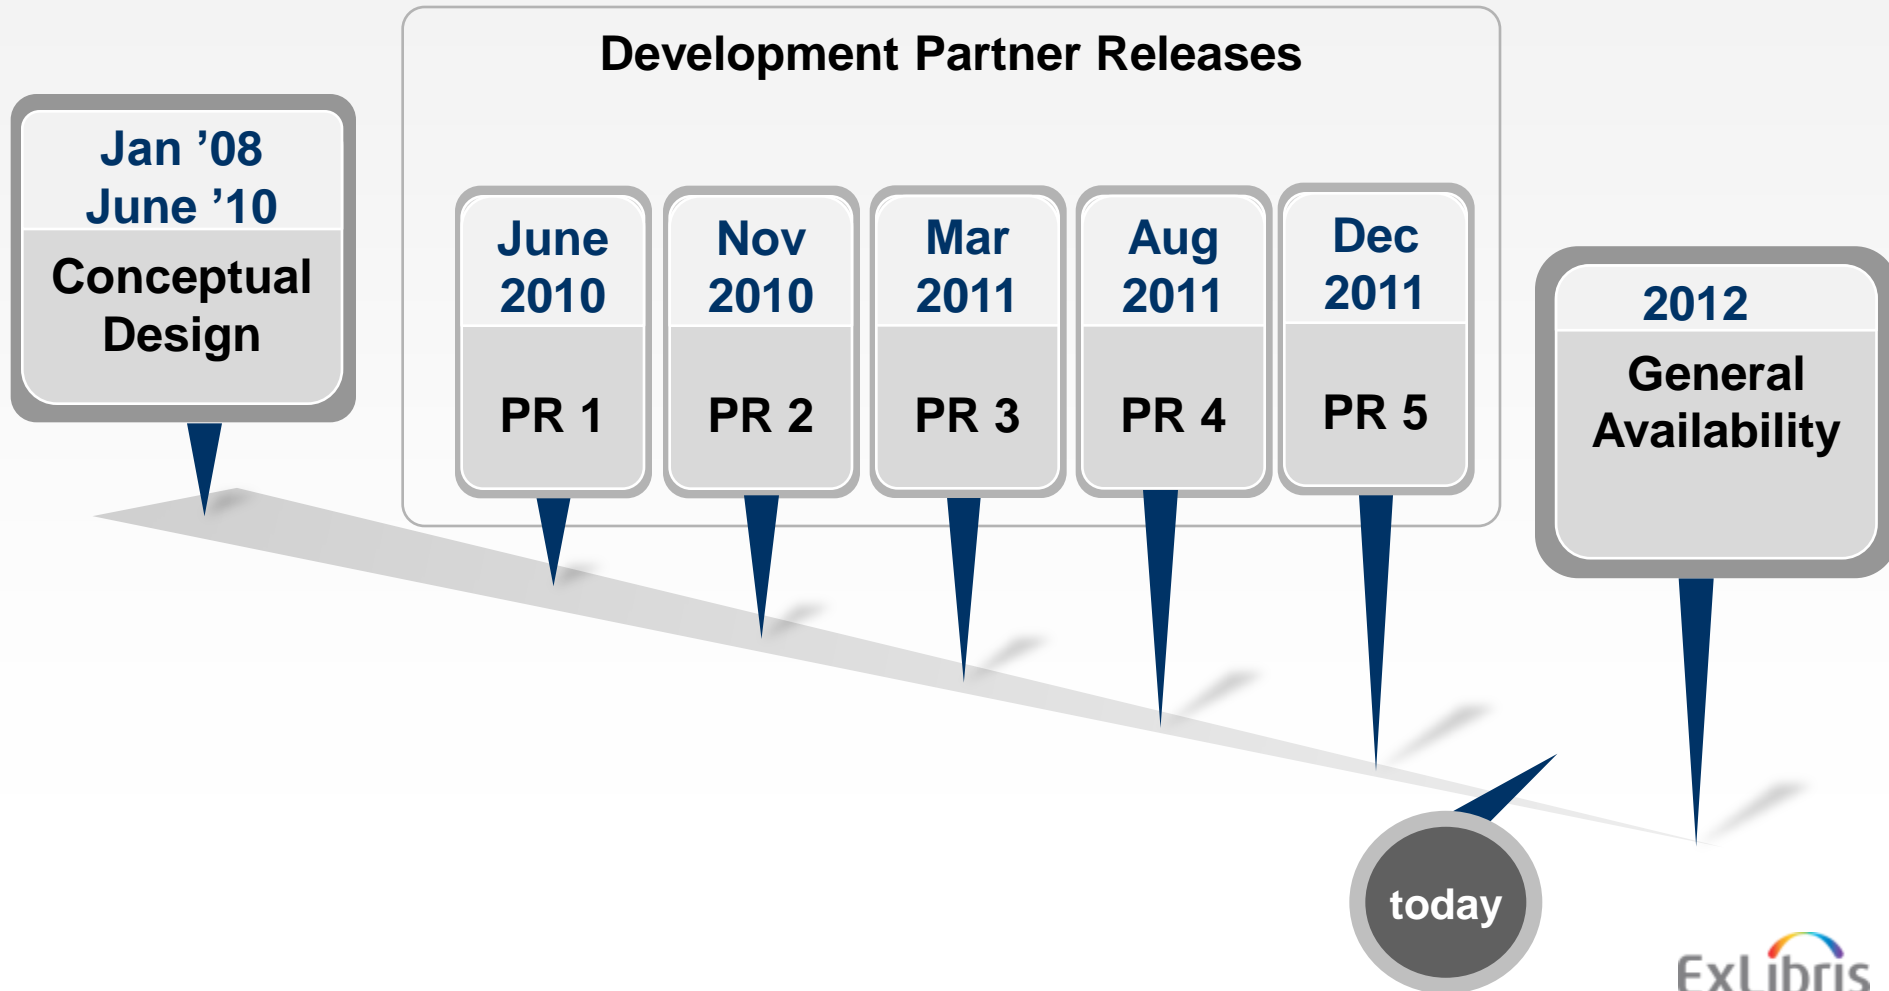 Development Partner Releases
Jan ’08
June ’10
Conceptual
Design
June
2010
PR 1
Nov
2010
PR 2
Mar
2011
PR 3
Aug
2011
PR 4
Dec
2011
PR 5
2012
General
Availability
today
ExLibris